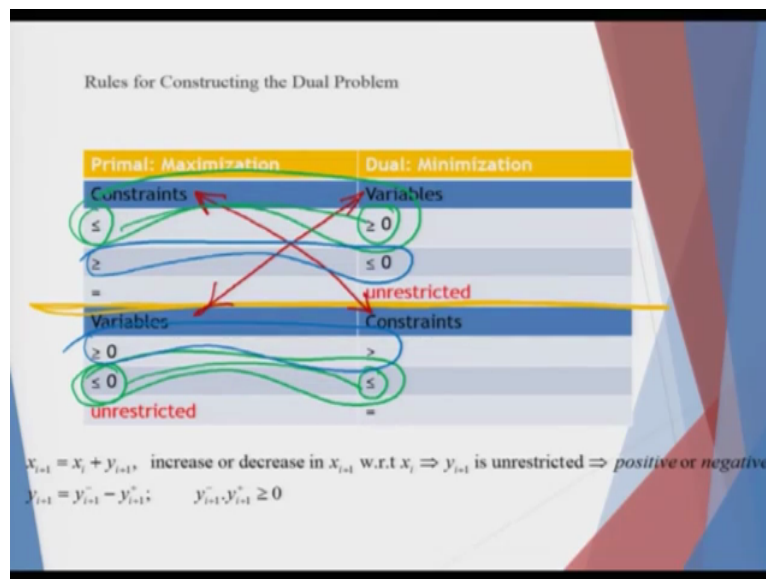 Rules for Constructing the Dual Problem
Primal: Maximization Dual: Minimization
Constraints Variables
≤ ≥ 0
≥ ≤ 0
= unrestricted
Variables Constraints
≥ 0 ≥
≤ 0 ≤
unrestricted =
xᵢ₊₁ = xᵢ + yᵢ₊₁, increase or decrease in xᵢ₊₁ w.r.t xᵢ ⇒ yᵢ₊₁ is unrestricted ⇒ positive or negative
yᵢ₊₁ = y⁻ᵢ₊₁ − y⁺ᵢ₊₁; y⁻ᵢ₊₁.y⁺ᵢ₊₁ ≥ 0